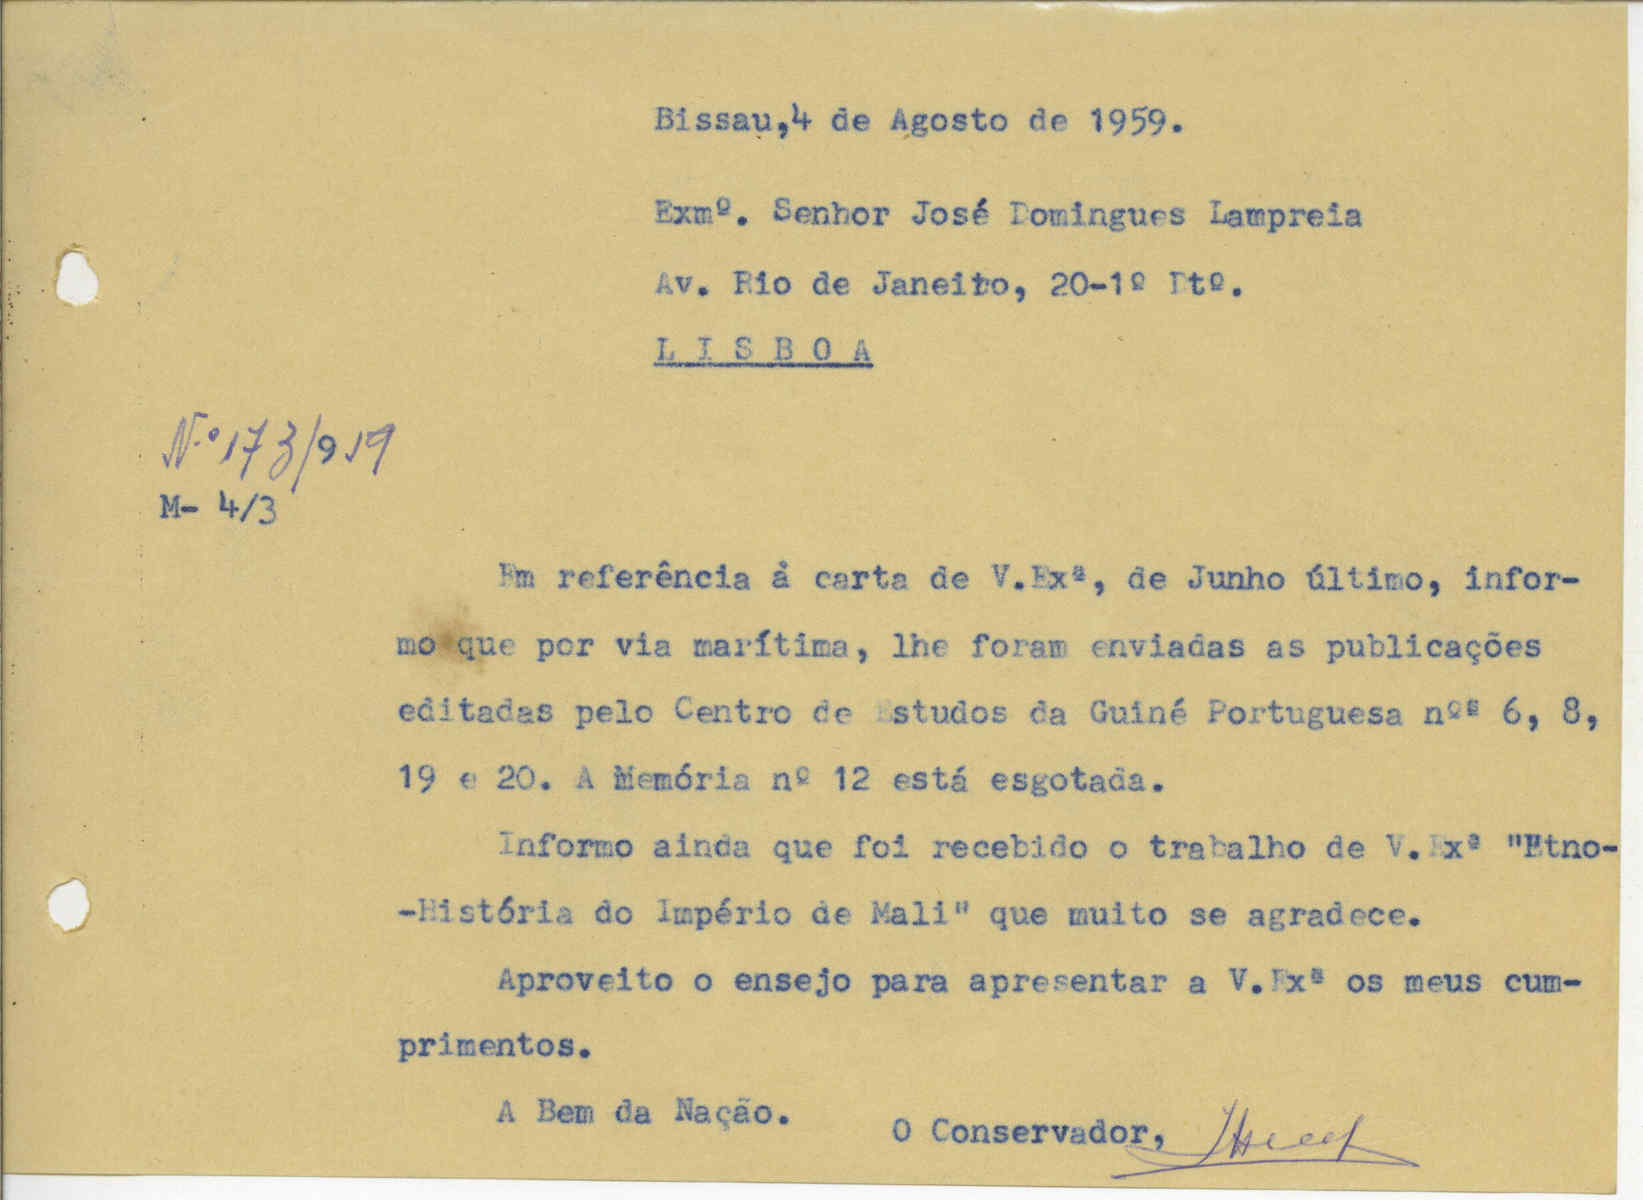 Bissau,4 de Agosto de 1959.
Exmº. Senhor José Domingues Lampreia
Av. Rio de Janeiro, 20-1º Dtº.
L I S B O A
N.º 173/919
M- 4/3
Em referência à carta de V.Exª, de Junho último, infor-
mo que por via marítima, lhe foram enviadas as publicações
editadas pelo Centro de Estudos da Guiné Portuguesa nºs 6, 8,
19 e 20. A Memória nº 12 está esgotada.
Informo ainda que foi recebido o trabalho de V.Exª "Etno-
-História do Império de Mali" que muito se agradece.
Aproveito o ensejo para apresentar a V.Exª os meus cum-
primentos.
A Bem da Nação.
O Conservador,